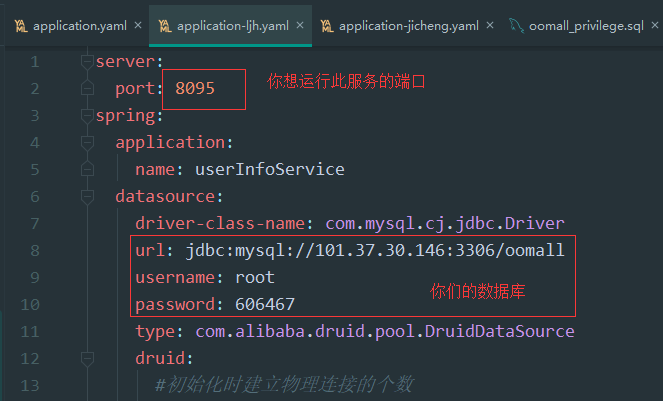 application.yaml application-ljh.yaml application-jicheng.yaml oomall_privilege.sql
1 server:
2 port: 8095 你想运行此服务的端口
3 spring:
4 application:
5 name: userInfoService
6 datasource:
7 driver-class-name: com.mysql.cj.jdbc.Driver
8 url: jdbc:mysql://101.37.30.146:3306/oomall
9 username: root
10 password: 606467 你们的数据库
11 type: com.alibaba.druid.pool.DruidDataSource
12 druid:
13 #初始化时建立物理连接的个数